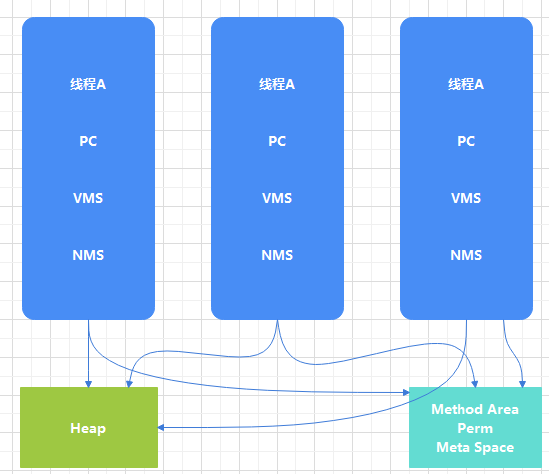 线程A
PC
VMS
NMS
线程A
PC
VMS
NMS
线程A
PC
VMS
NMS
Heap
Method Area
Perm
Meta Space